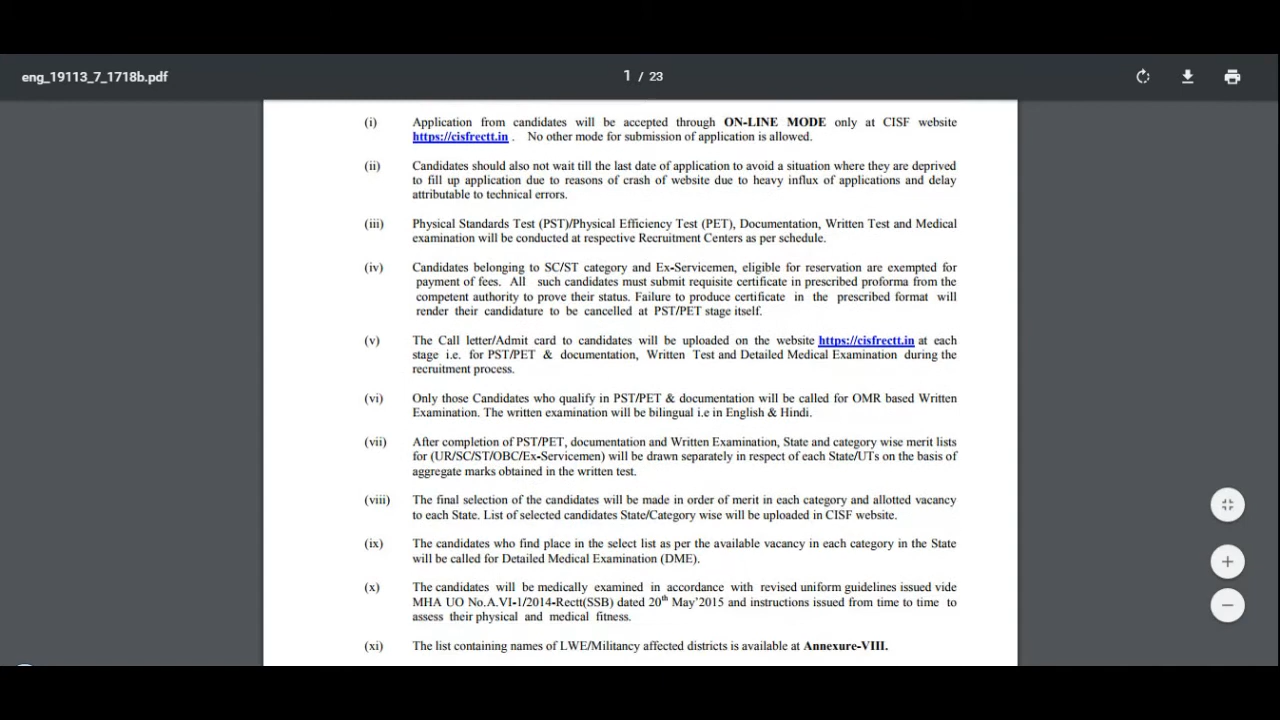 eng_19113_7_1718b.pdf
1 / 23
(i) Application from candidates will be accepted through ON-LINE MODE only at CISF website
https://cisfrectt.in . No other mode for submission of application is allowed.
(ii) Candidates should also not wait till the last date of application to avoid a situation where they are deprived
to fill up application due to reasons of crash of website due to heavy influx of applications and delay
attributable to technical errors.
(iii) Physical Standards Test (PST)/Physical Efficiency Test (PET), Documentation, Written Test and Medical
examination will be conducted at respective Recruitment Centers as per schedule.
(iv) Candidates belonging to SC/ST category and Ex-Servicemen, eligible for reservation are exempted for
payment of fees. All such candidates must submit requisite certificate in prescribed proforma from the
competent authority to prove their status. Failure to produce certificate in the prescribed format will
render their candidature to be cancelled at PST/PET stage itself.
(v) The Call letter/Admit card to candidates will be uploaded on the website https://cisfrectt.in at each
stage i.e. for PST/PET & documentation, Written Test and Detailed Medical Examination during the
recruitment process.
(vi) Only those Candidates who qualify in PST/PET & documentation will be called for OMR based Written
Examination. The written examination will be bilingual i.e in English & Hindi.
(vii) After completion of PST/PET, documentation and Written Examination, State and category wise merit lists
for (UR/SC/ST/OBC/Ex-Servicemen) will be drawn separately in respect of each State/UTs on the basis of
aggregate marks obtained in the written test.
(viii) The final selection of the candidates will be made in order of merit in each category and allotted vacancy
to each State. List of selected candidates State/Category wise will be uploaded in CISF website.
(ix) The candidates who find place in the select list as per the available vacancy in each category in the State
will be called for Detailed Medical Examination (DME).
(x) The candidates will be medically examined in accordance with revised uniform guidelines issued vide
MHA UO No.A.VI-1/2014-Rectt(SSB) dated 20th May'2015 and instructions issued from time to time to
assess their physical and medical fitness.
(xi) The list containing names of LWE/Militancy affected districts is available at Annexure-VIII.